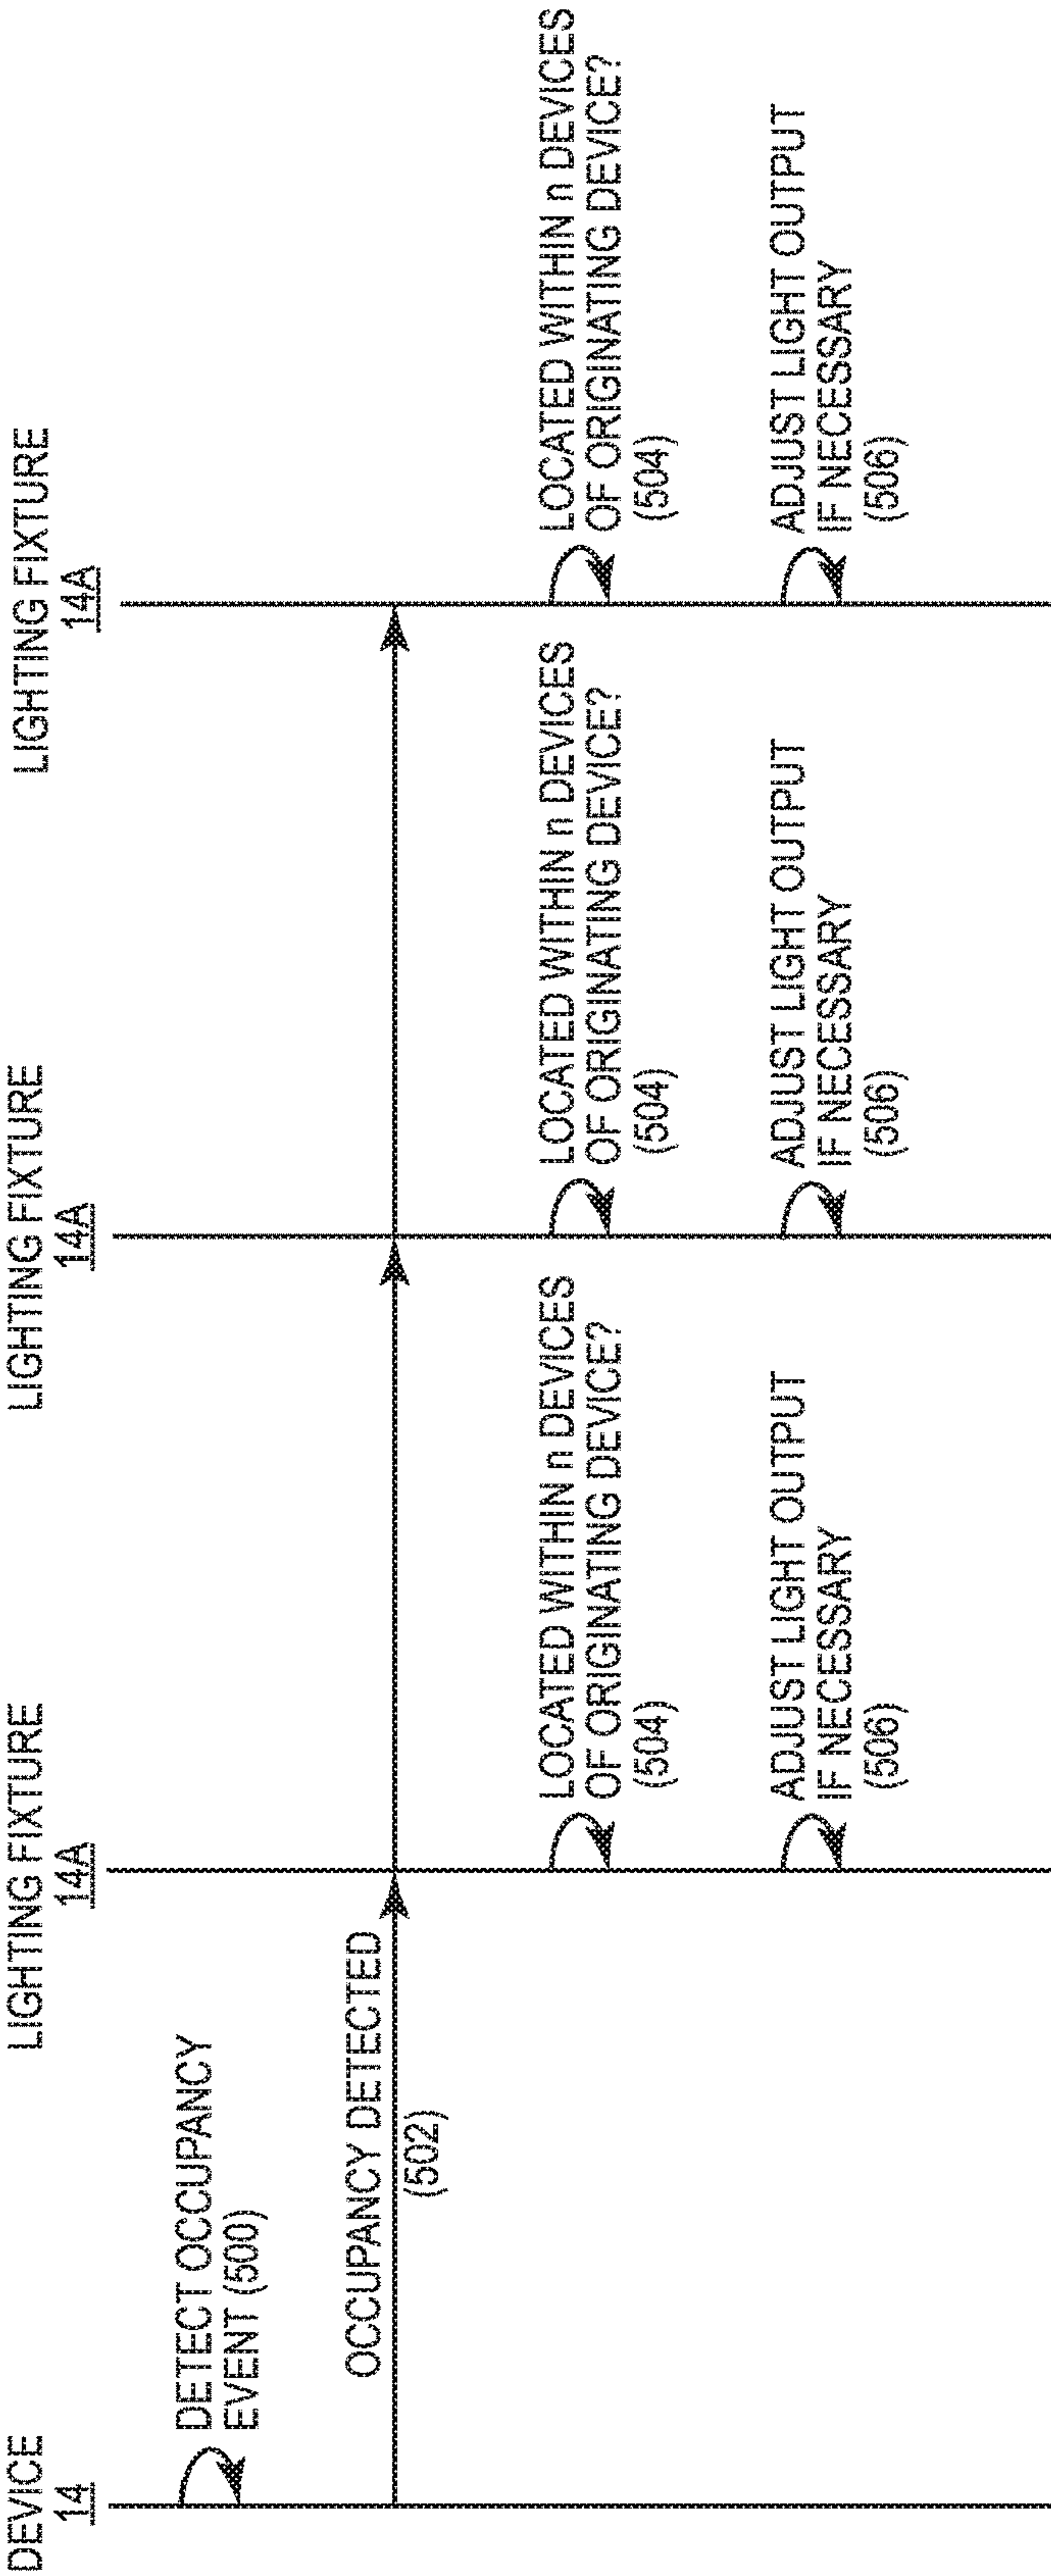 DEVICE
14
LIGHTING FIXTURE
14A
LIGHTING FIXTURE
14A
LIGHTING FIXTURE
14A
DETECT OCCUPANCY
EVENT (500)
OCCUPANCY DETECTED
(502)
LOCATED WITHIN n DEVICES
OF ORIGINATING DEVICE?
(504)
LOCATED WITHIN n DEVICES
OF ORIGINATING DEVICE?
(504)
LOCATED WITHIN n DEVICES
OF ORIGINATING DEVICE?
(504)
ADJUST LIGHT OUTPUT
IF NECESSARY
(506)
ADJUST LIGHT OUTPUT
IF NECESSARY
(506)
ADJUST LIGHT OUTPUT
IF NECESSARY
(506)